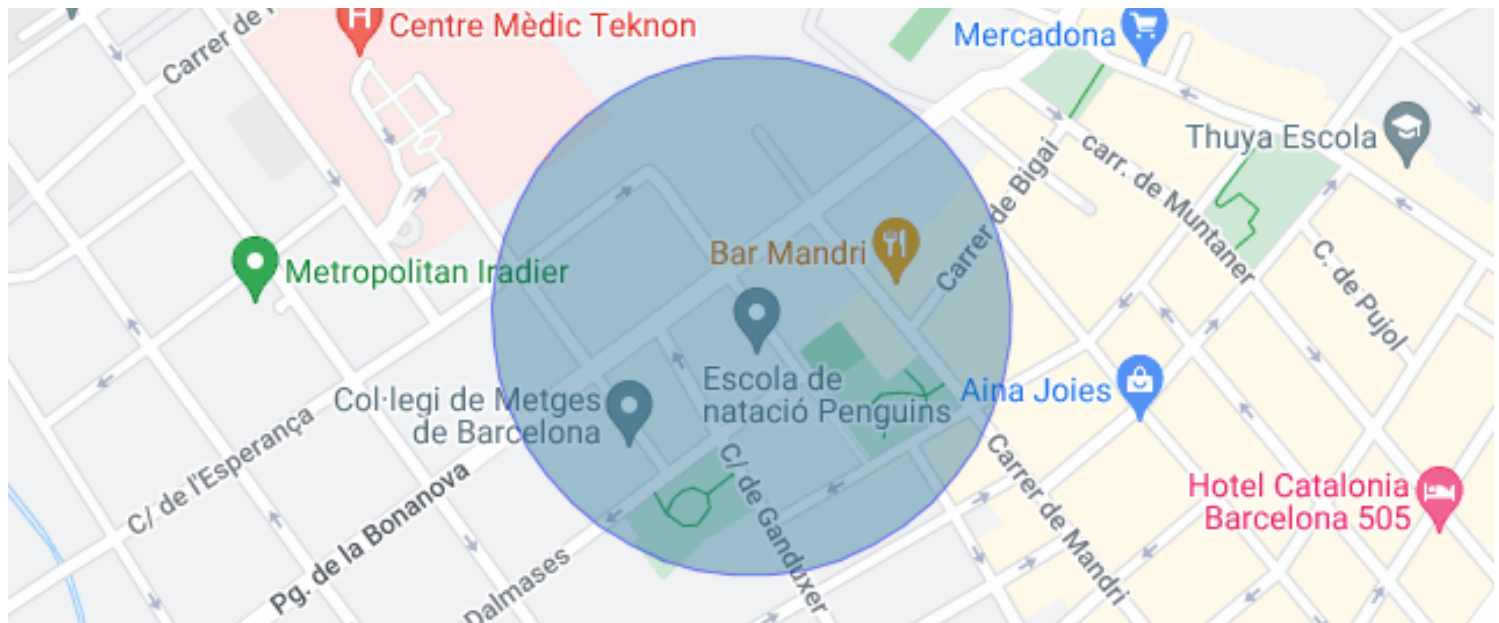 Carrer de
Centre Mèdic Teknon
Mercadona
Thuya Escola
carr. de Muntaner
Carrer de Bigai
Bar Mandri
C. de Pujol
Metropolitan Iradier
Escola de
natació Penguins
Aina Joies
Col·legi de Metges
de Barcelona
C/ de l'Esperança
Pg. de la Bonanova
C/ de Ganduxer
Carrer de Mandri
Hotel Catalonia
Barcelona 505
Dalmases